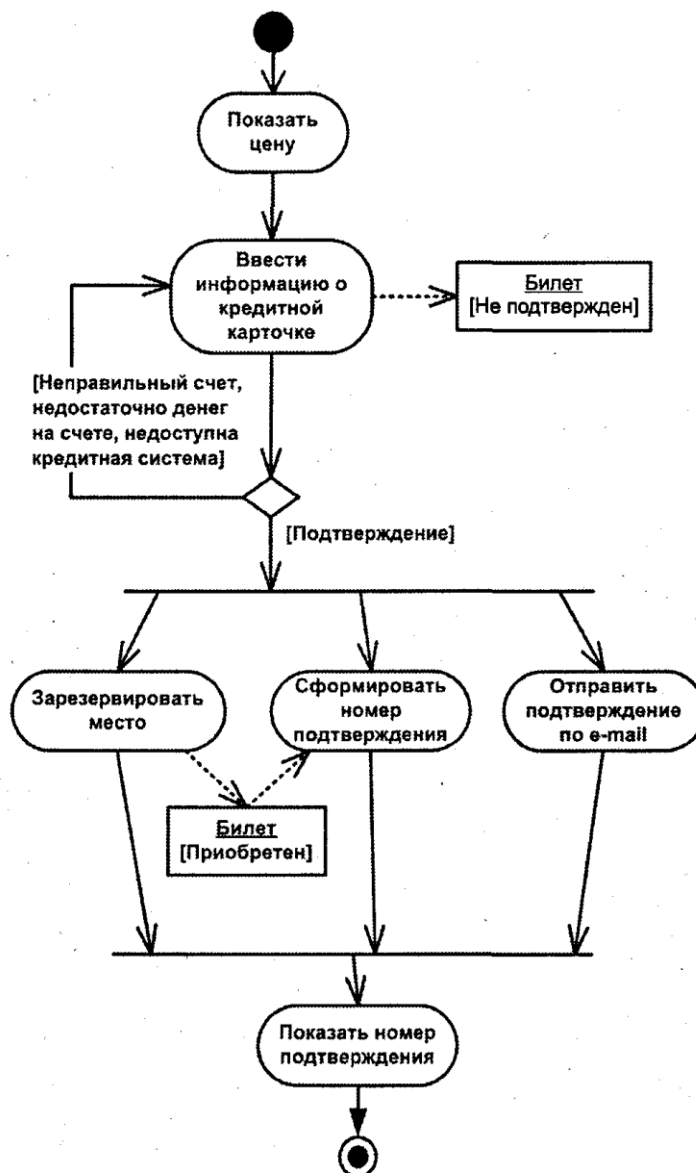 Показать
цену
Ввести
информацию о
кредитной
карточке
Билет
[Не подтвержден]
[Неправильный счет,
недостаточно денег
на счете, недоступна
кредитная система]
[Подтверждение]
Зарезервировать
место
Сформировать
номер
подтверждения
Отправить
подтверждение
по e-mail
Билет
[Приобретен]
Показать номер
подтверждения